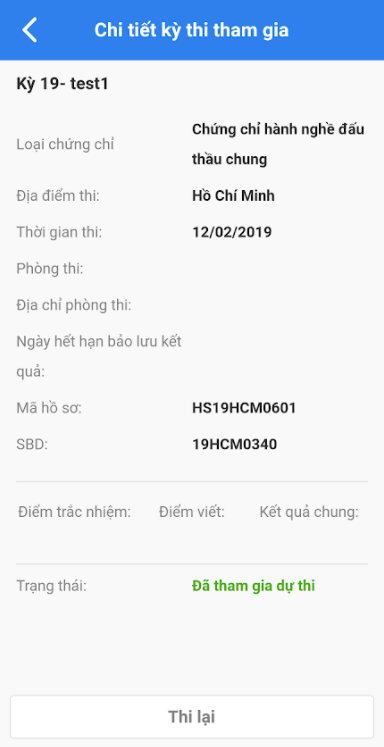 Chi tiết kỳ thi tham gia
Kỳ 19- test1
Loại chứng chỉ
Chứng chỉ hành nghề đấu
thầu chung
Địa điểm thi:
Hồ Chí Minh
Thời gian thi:
12/02/2019
Phòng thi:
Địa chỉ phòng thi:
Ngày hết hạn bảo lưu kết
quả:
Mã hồ sơ:
HS19HCM0601
SBD:
19HCM0340
Điểm trắc nhiệm:
Điểm viết:
Kết quả chung:
Trạng thái:
Đã tham gia dự thi
Thi lại